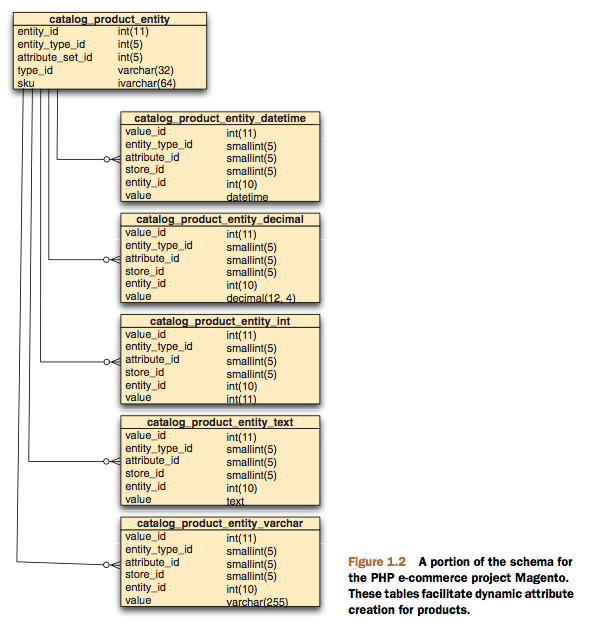 catalog_product_entity
entity_id int(11)
entity_type_id int(5)
attribute_set_id int(5)
type_id varchar(32)
sku ivarchar(64)
catalog_product_entity_datetime
value_id int(11)
entity_type_id smallint(5)
attribute_id smallint(5)
store_id smallint(5)
entity_id int(10)
value datetime
catalog_product_entity_decimal
value_id int(11)
entity_type_id smallint(5)
attribute_id smallint(5)
store_id smallint(5)
entity_id int(10)
value decimal(12, 4)
catalog_product_entity_int
value_id int(11)
entity_type_id smallint(5)
attribute_id smallint(5)
store_id smallint(5)
entity_id int(10)
value int(11)
catalog_product_entity_text
value_id int(11)
entity_type_id smallint(5)
attribute_id smallint(5)
store_id smallint(5)
entity_id int(10)
value text
catalog_product_entity_varchar
value_id int(11)
entity_type_id smallint(5)
attribute_id smallint(5)
store_id smallint(5)
entity_id int(10)
value varchar(255)
Figure 1.2 A portion of the schema for
the PHP e-commerce project Magento.
These tables facilitate dynamic attribute
creation for products.